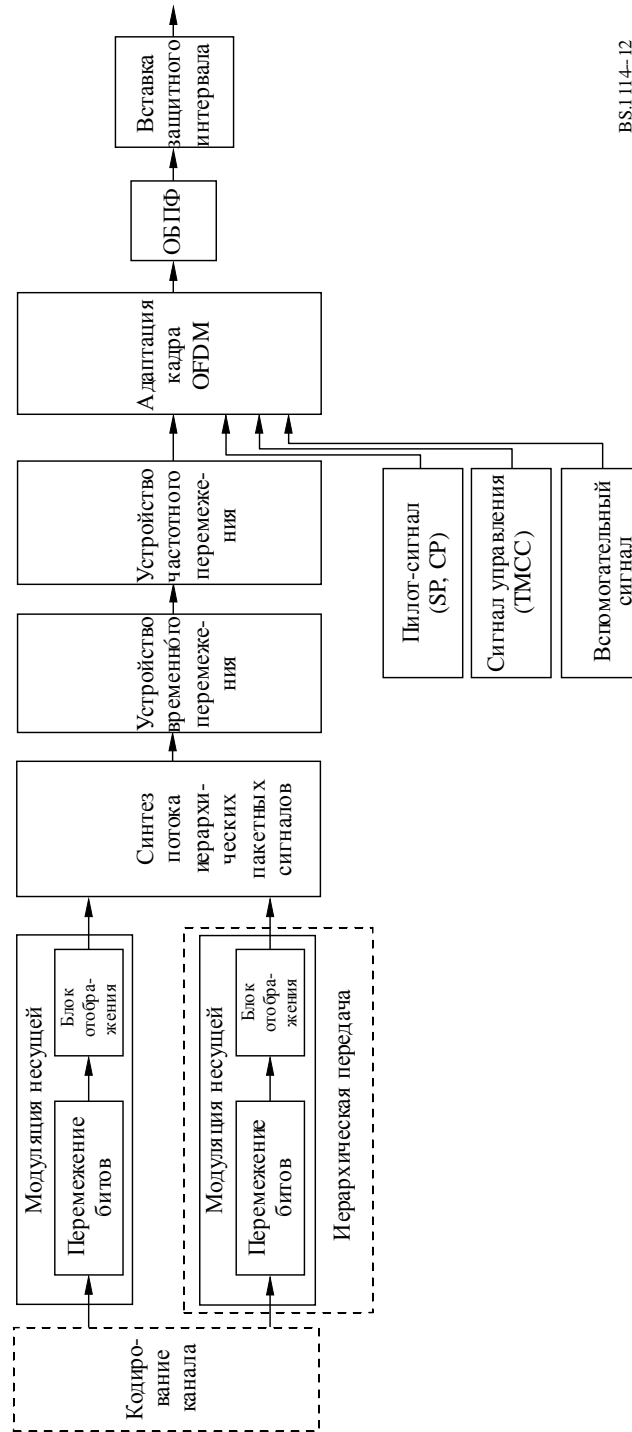 Кодиро-
вание
канала
Модуляция несущей
Перемежение
битов
Блок
отобра-
жения
Модуляция несущей
Перемежение
битов
Блок
отобра-
жения
Иерархическая передача
Синтез
потока
иерархи-
ческих
пакетных
сигналов
Устройство
временно́го
перемеже-
ния
Устройство
частотного
перемеже-
ния
Адаптация
кадра
OFDM
ОБПФ
Вставка
защитного
интервала
Пилот-сигнал
(SP, CP)
Сигнал управления
(TMCC)
Вспомогательный
сигнал
BS.1114-12